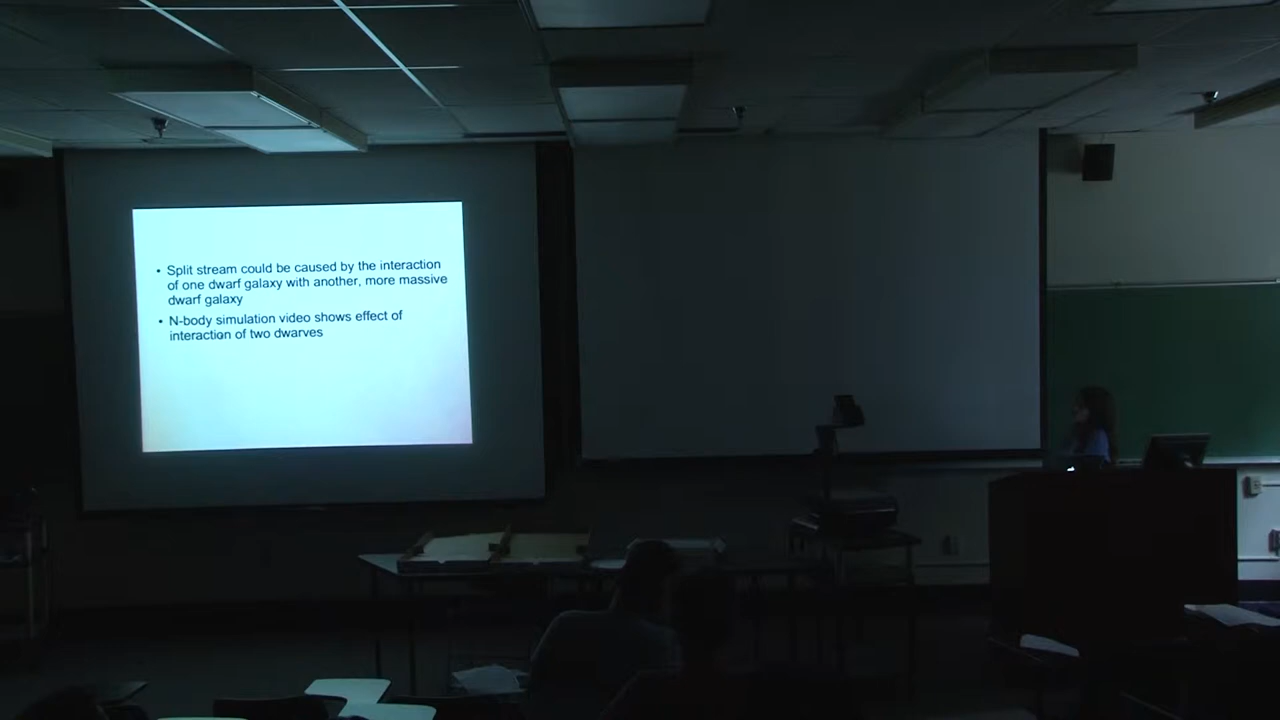 • Split stream could be caused by the interaction
of one dwarf galaxy with another, more massive
dwarf galaxy
• N-body simulation video shows effect of
interaction of two dwarves